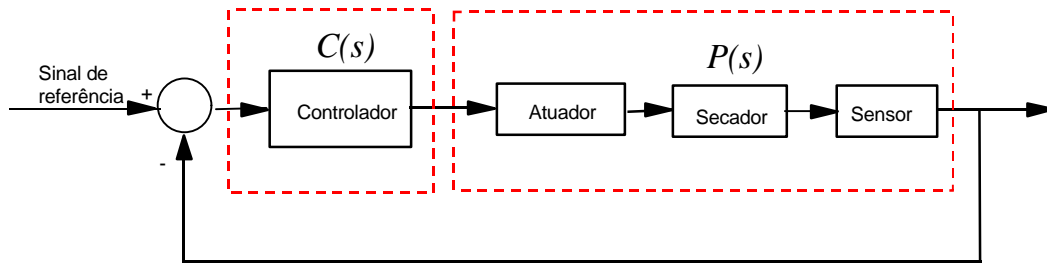 C(s)
P(s)
Sinal de
referência
+
Controlador
Atuador
Secador
Sensor
-